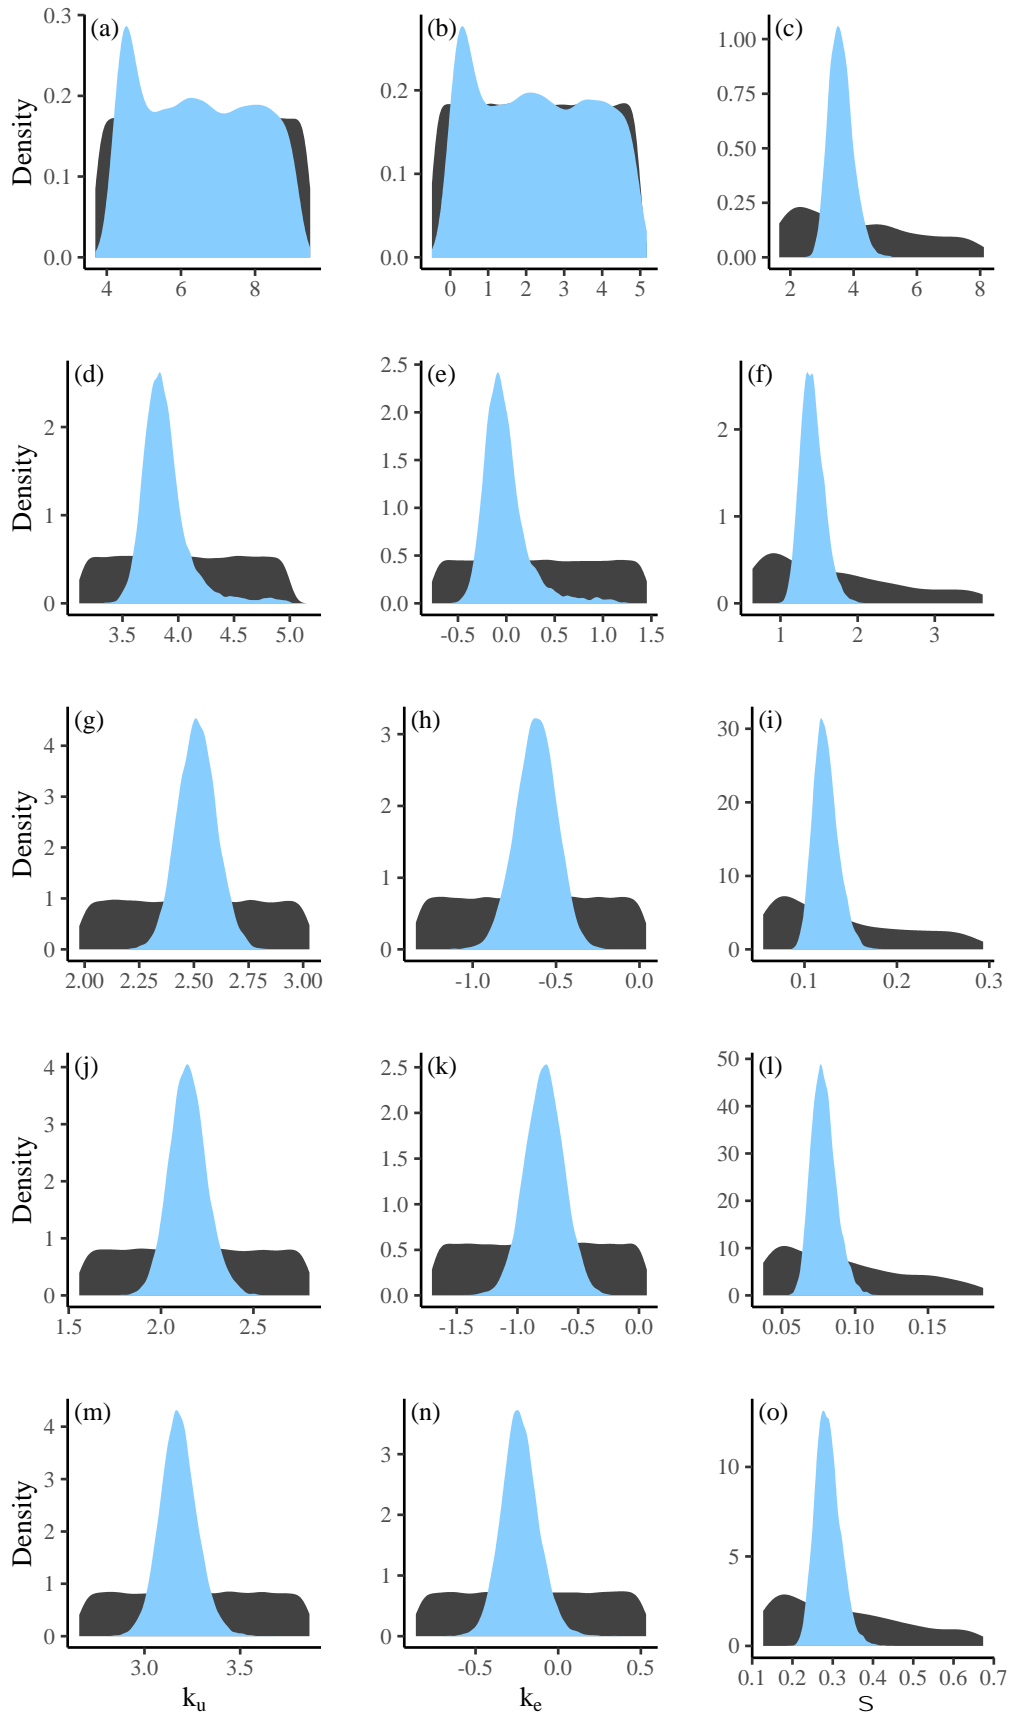 (a) (b) (c)
0.3
0.2
0.1
0.0
Density
4 6 8
0.2
0.1
0.0
0 1 2 3 4 5
1.00
0.75
0.50
0.25
0.00
2 4 6 8
(d) (e) (f)
2
1
0
Density
3.5 4.0 4.5 5.0
2.5
2.0
1.5
1.0
0.5
0.0
-0.5 0.0 0.5 1.0 1.5
2
1
0
1 2 3
(g) (h) (i)
4
3
2
1
0
Density
2.00 2.25 2.50 2.75 3.00
3
2
1
0
-1.0 -0.5 0.0
30
20
10
0
0.1 0.2 0.3
(j) (k) (l)
4
3
2
1
0
Density
1.5 2.0 2.5
2.5
2.0
1.5
1.0
0.5
0.0
-1.5 -1.0 -0.5 0.0
50
40
30
20
10
0
0.05 0.10 0.15
(m) (n) (o)
4
3
2
1
0
Density
3.0 3.5
k_u
3
2
1
0
-0.5 0.0 0.5
k_e
10
5
0
0.1 0.2 0.3 0.4 0.5 0.6 0.7
s